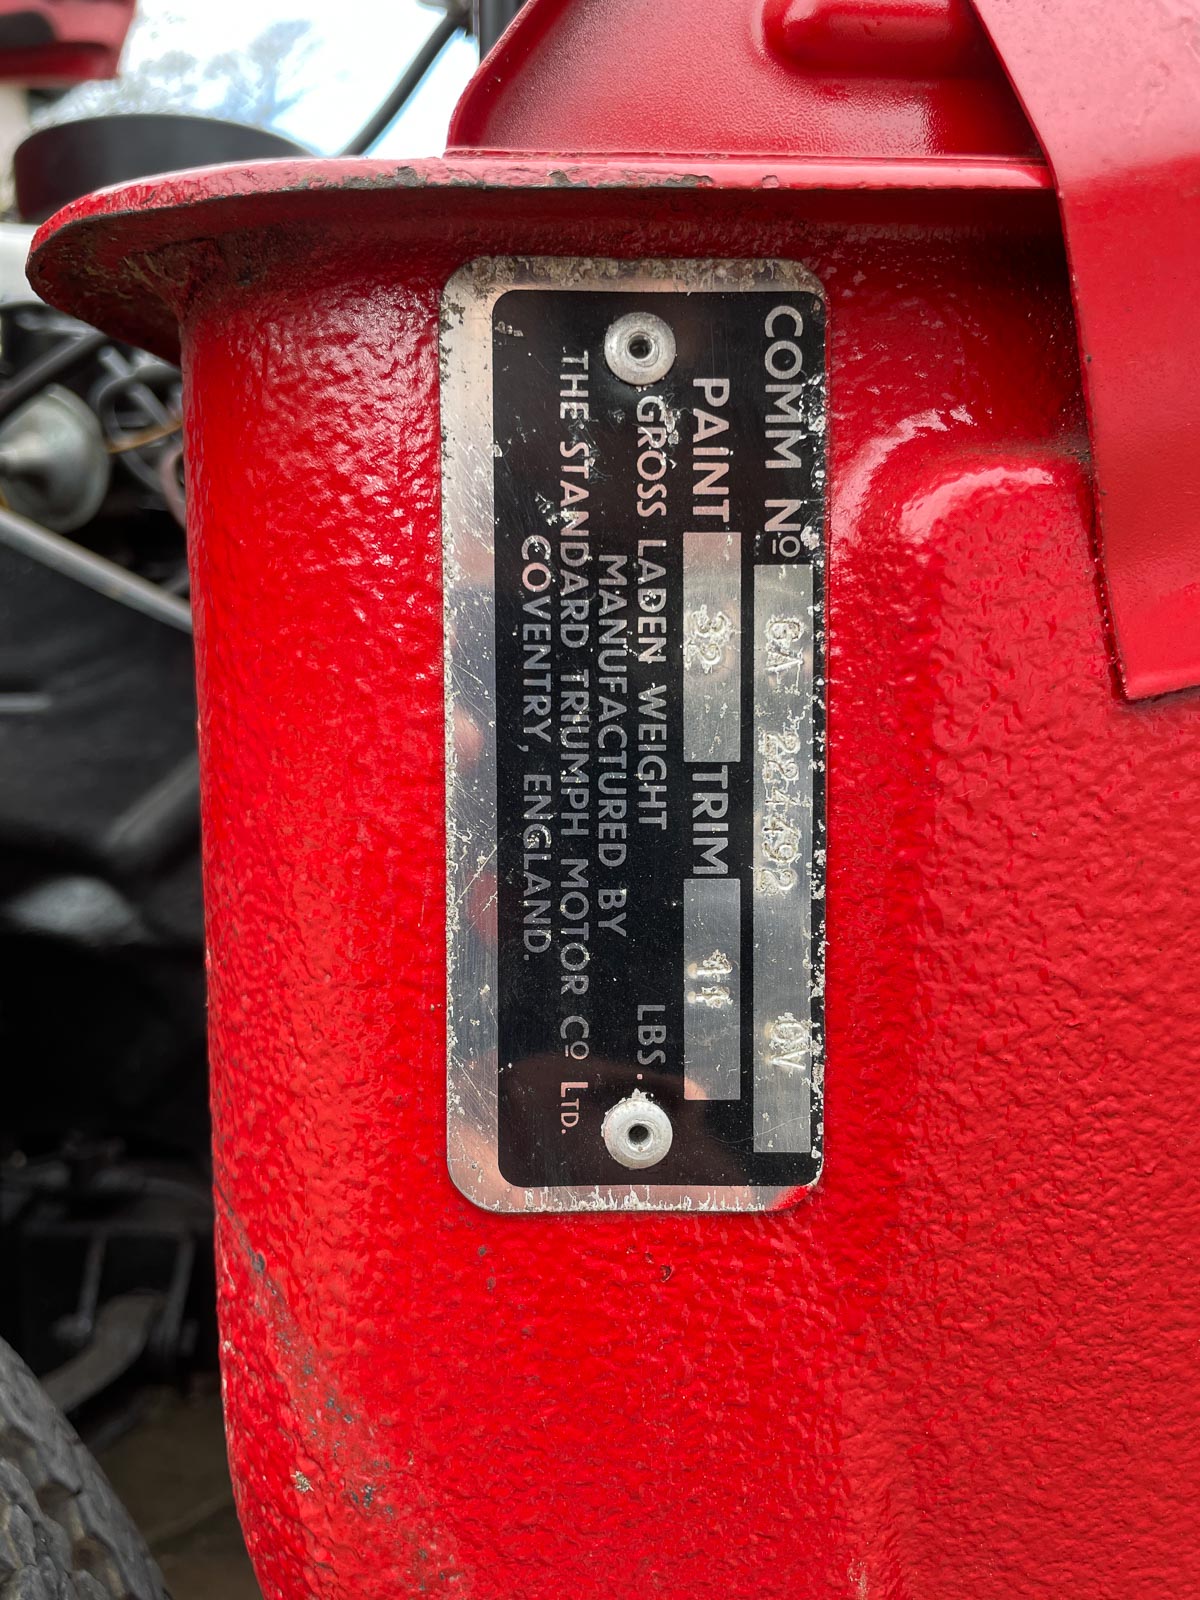 COMM Nº GA 224492 CV
PAINT 32 TRIM 11
GROSS LADEN WEIGHT LBS.
MANUFACTURED BY
THE STANDARD TRIUMPH MOTOR Cº LTD.
COVENTRY, ENGLAND.